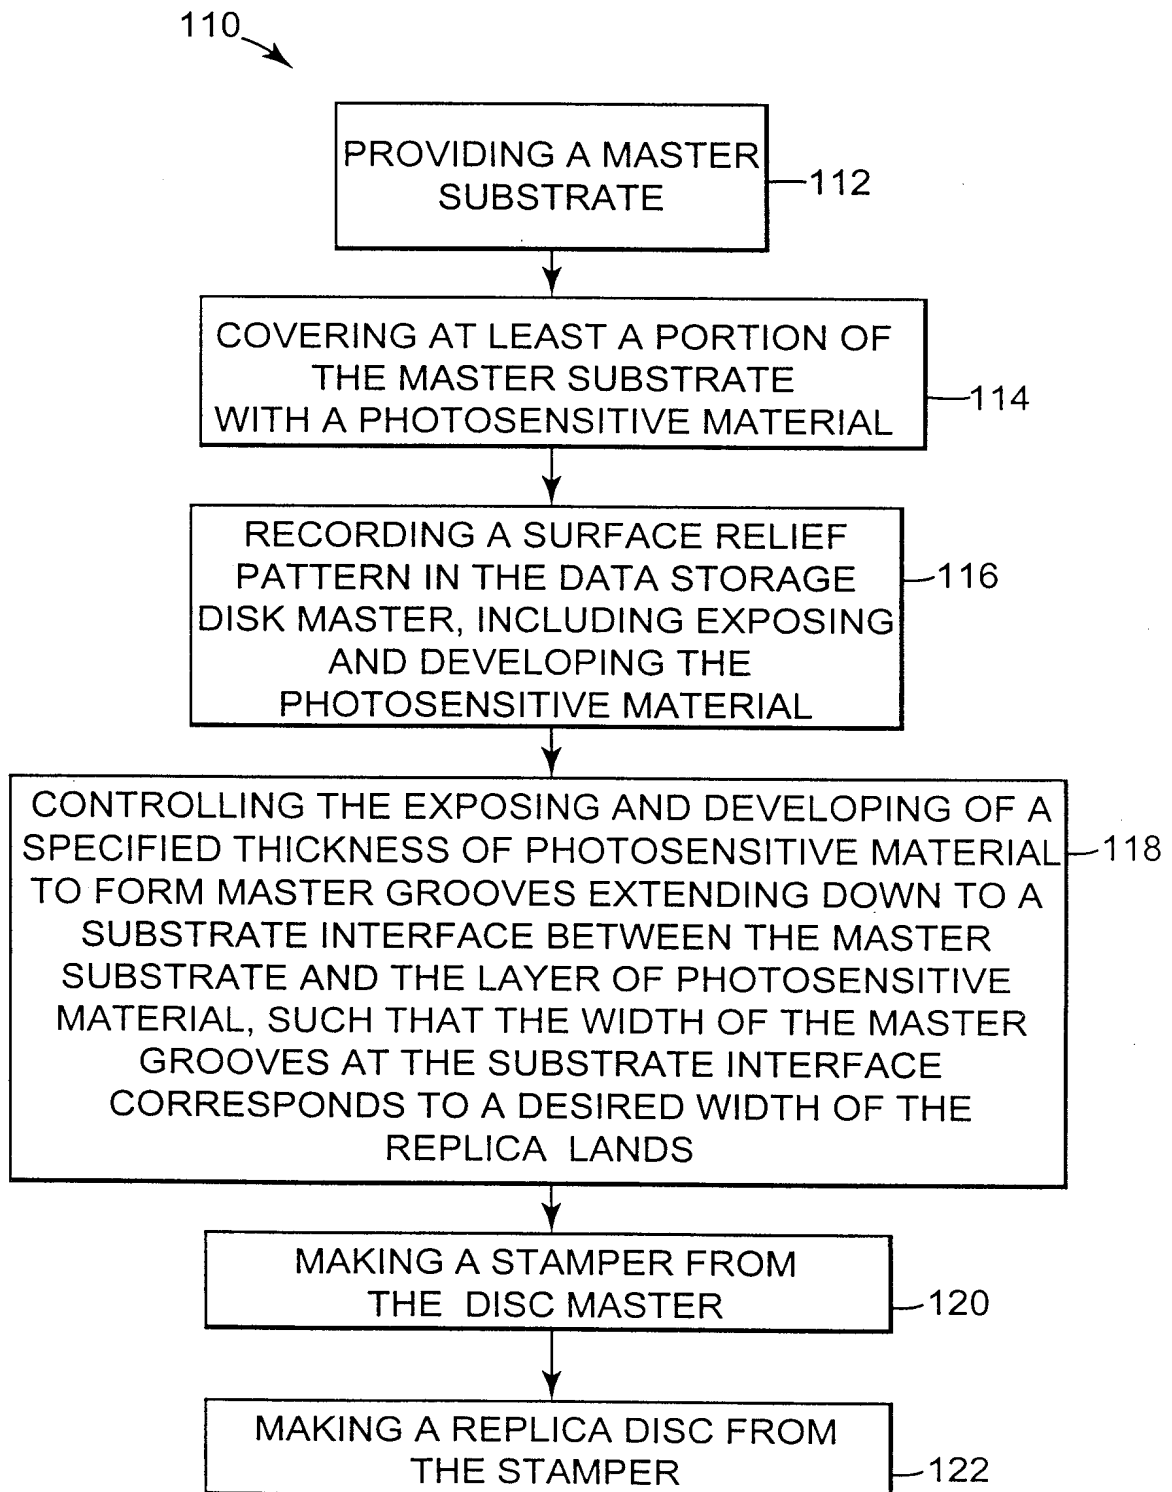 110
PROVIDING A MASTER
SUBSTRATE
112
COVERING AT LEAST A PORTION OF
THE MASTER SUBSTRATE
WITH A PHOTOSENSITIVE MATERIAL
114
RECORDING A SURFACE RELIEF
PATTERN IN THE DATA STORAGE
DISK MASTER, INCLUDING EXPOSING
AND DEVELOPING THE
PHOTOSENSITIVE MATERIAL
116
CONTROLLING THE EXPOSING AND DEVELOPING OF A
SPECIFIED THICKNESS OF PHOTOSENSITIVE MATERIAL
TO FORM MASTER GROOVES EXTENDING DOWN TO A
SUBSTRATE INTERFACE BETWEEN THE MASTER
SUBSTRATE AND THE LAYER OF PHOTOSENSITIVE
MATERIAL, SUCH THAT THE WIDTH OF THE MASTER
GROOVES AT THE SUBSTRATE INTERFACE
CORRESPONDS TO A DESIRED WIDTH OF THE
REPLICA LANDS
118
MAKING A STAMPER FROM
THE DISC MASTER
120
MAKING A REPLICA DISC FROM
THE STAMPER
122